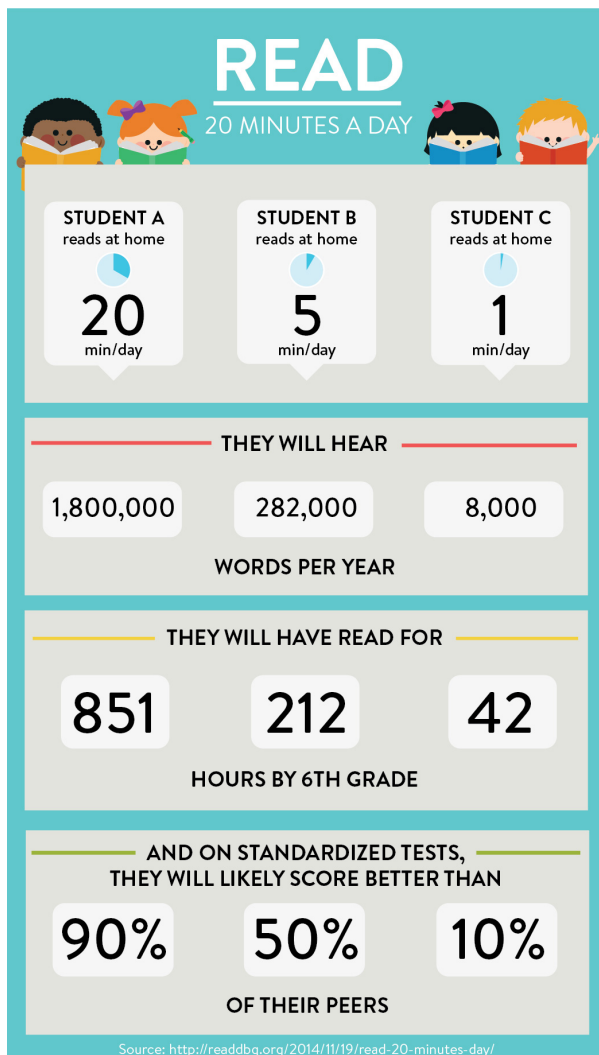 READ
20 MINUTES A DAY
STUDENT A
reads at home
20
min/day
STUDENT B
reads at home
5
min/day
STUDENT C
reads at home
1
min/day
THEY WILL HEAR
1,800,000 282,000 8,000
WORDS PER YEAR
THEY WILL HAVE READ FOR
851 212 42
HOURS BY 6TH GRADE
AND ON STANDARDIZED TESTS,
THEY WILL LIKELY SCORE BETTER THAN
90% 50% 10%
OF THEIR PEERS
Source: http://readdbq.org/2014/11/19/read-20-minutes-day/